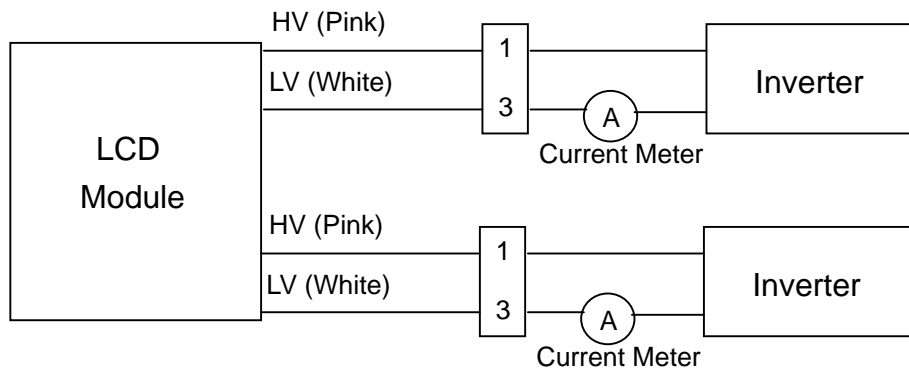 HV (Pink)
1
LV (White)
3
A
Current Meter
Inverter
LCD
Module
HV (Pink)
1
LV (White)
3
A
Current Meter
Inverter